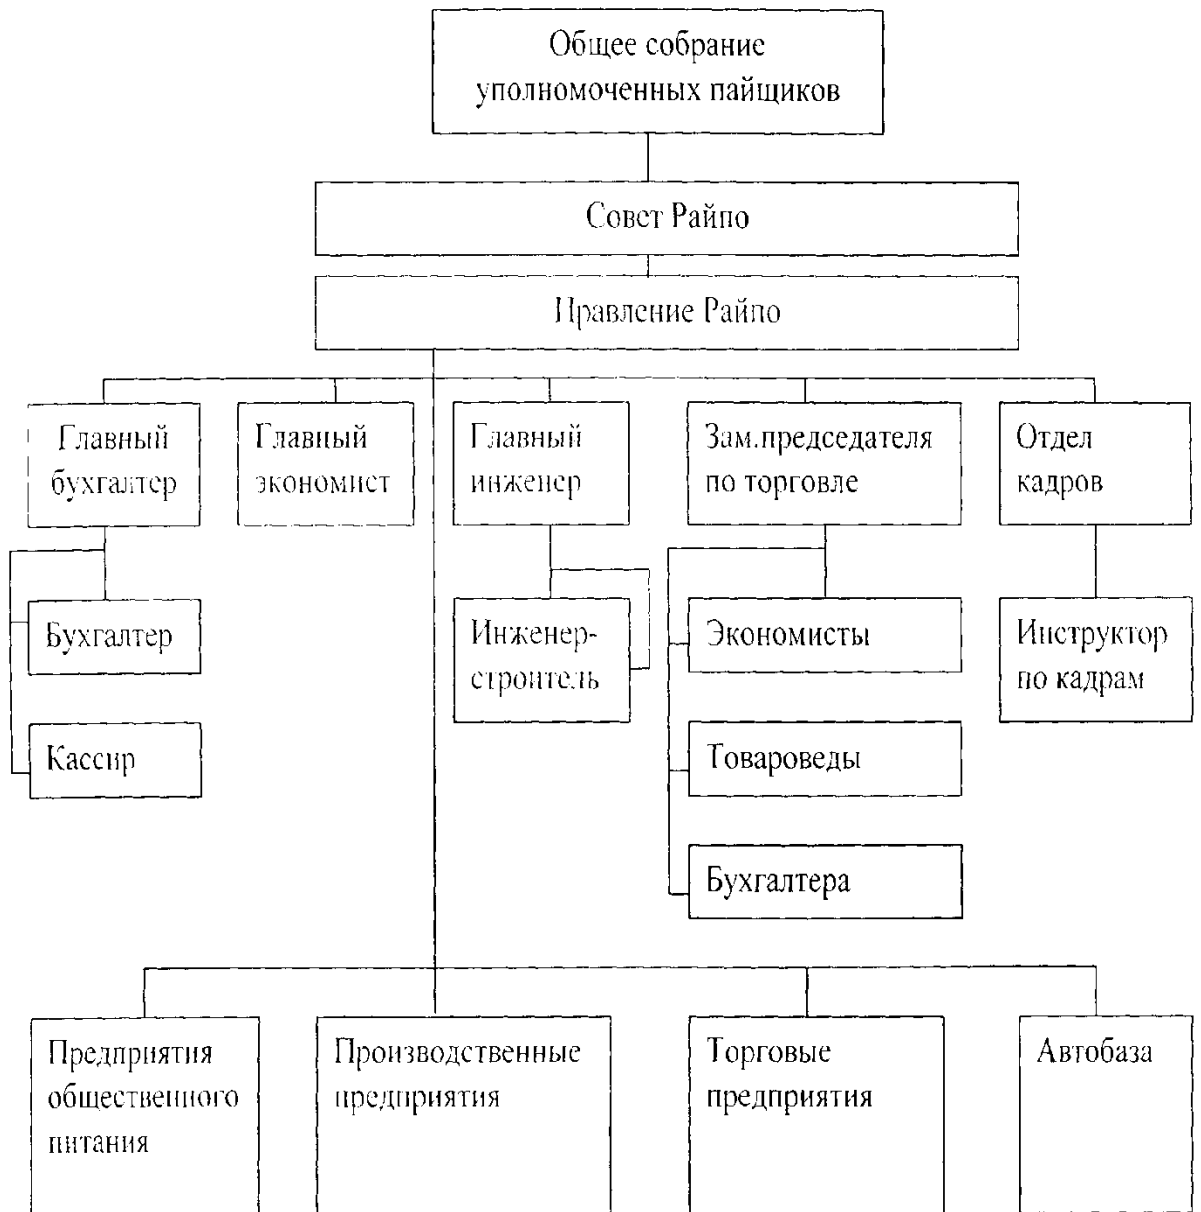 Общее собрание
уполномоченных пайщиков
Совет Райпо
Правление Райпо
Главный
бухгалтер
Главный
экономист
Главный
инженер
Зам.председателя
по торговле
Отдел
кадров
Бухгалтер
Инженер-
строитель
Экономисты
Инструктор
по кадрам
Кассир
Товароведы
Бухгалтера
Предприятия
общественного
питания
Производственные
предприятия
Торговые
предприятия
Автобаза